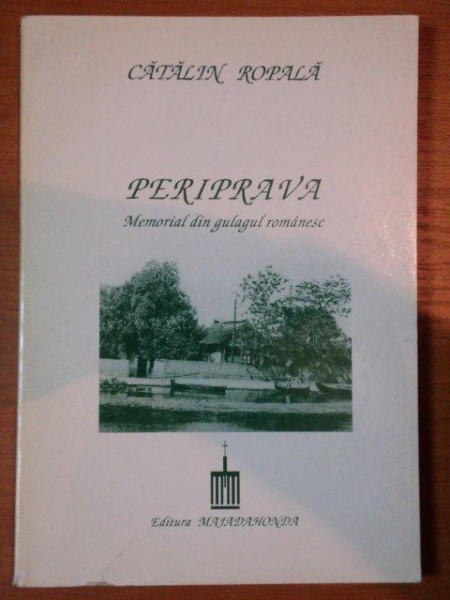 CĂTĂLIN ROPALĂ
PERIPRAVA
Memorial din gulagul românesc
Editura MAJADAHONDA